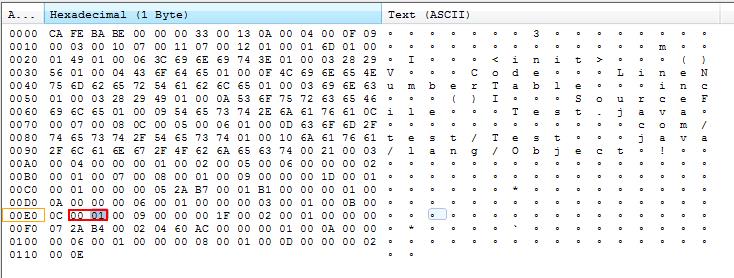 A... Hexadecimal (1 Byte) Text (ASCII)
0000 CA FE BA BE 00 00 00 33 00 13 0A 00 04 00 0F 09 ∘ ∘ ∘ ∘ ∘ ∘ ∘ 3 ∘ ∘ ∘ ∘ ∘ ∘ ∘ ∘
0010 00 03 00 10 07 00 11 07 00 12 01 00 01 6D 01 00 ∘ ∘ ∘ ∘ ∘ ∘ ∘ ∘ ∘ ∘ ∘ ∘ ∘ m ∘ ∘
0020 01 49 01 00 06 3C 69 6E 69 74 3E 01 00 03 28 29 ∘ I ∘ ∘ ∘ < i n i t > ∘ ∘ ∘ ( )
0030 56 01 00 04 43 6F 64 65 01 00 0F 4C 69 6E 65 4E V ∘ ∘ ∘ C o d e ∘ ∘ ∘ L i n e N
0040 75 6D 62 65 72 54 61 62 6C 65 01 00 03 69 6E 63 u m b e r T a b l e ∘ ∘ ∘ i n c
0050 01 00 03 28 29 49 01 00 0A 53 6F 75 72 63 65 46 ∘ ∘ ∘ ( ) I ∘ ∘ ∘ S o u r c e F
0060 69 6C 65 01 00 09 54 65 73 74 2E 6A 61 76 61 0C i l e ∘ ∘ ∘ T e s t . j a v a ∘
0070 00 07 00 08 0C 00 05 00 06 01 00 0D 63 6F 6D 2F ∘ ∘ ∘ ∘ ∘ ∘ ∘ ∘ ∘ ∘ ∘ ∘ c o m /
0080 74 65 73 74 2F 54 65 73 74 01 00 10 6A 61 76 61 t e s t / T e s t ∘ ∘ ∘ j a v a
0090 2F 6C 61 6E 67 2F 4F 62 6A 65 63 74 00 21 00 03 / l a n g / O b j e c t ∘ ! ∘ ∘
00A0 00 04 00 00 00 01 00 02 00 05 00 06 00 00 00 02 ∘ ∘ ∘ ∘ ∘ ∘ ∘ ∘ ∘ ∘ ∘ ∘ ∘ ∘ ∘ ∘
00B0 00 01 00 07 00 08 00 01 00 09 00 00 00 1D 00 01 ∘ ∘ ∘ ∘ ∘ ∘ ∘ ∘ ∘ ∘ ∘ ∘ ∘ ∘ ∘ ∘
00C0 00 01 00 00 00 05 2A B7 00 01 B1 00 00 00 01 00 ∘ ∘ ∘ ∘ ∘ ∘ * ∘ ∘ ∘ ∘ ∘ ∘ ∘ ∘ ∘
00D0 0A 00 00 00 06 00 01 00 00 00 03 00 01 00 0B 00 ∘ ∘ ∘ ∘ ∘ ∘ ∘ ∘ ∘ ∘ ∘ ∘ ∘ ∘ ∘ ∘
00E0 0C 00 01 00 09 00 00 00 1F 00 02 00 01 00 00 00 ∘ ∘ ∘ ∘ ∘ ∘ ∘ ∘ ∘ ∘ ∘ ∘ ∘ ∘ ∘ ∘
00F0 07 2A B4 00 02 04 60 AC 00 00 00 01 00 0A 00 00 ∘ * ∘ ∘ ∘ ∘ ` ∘ ∘ ∘ ∘ ∘ ∘ ∘ ∘ ∘
0100 00 06 00 01 00 00 00 08 00 01 00 0D 00 00 00 02 ∘ ∘ ∘ ∘ ∘ ∘ ∘ ∘ ∘ ∘ ∘ ∘ ∘ ∘ ∘ ∘
0110 00 0E ∘ ∘